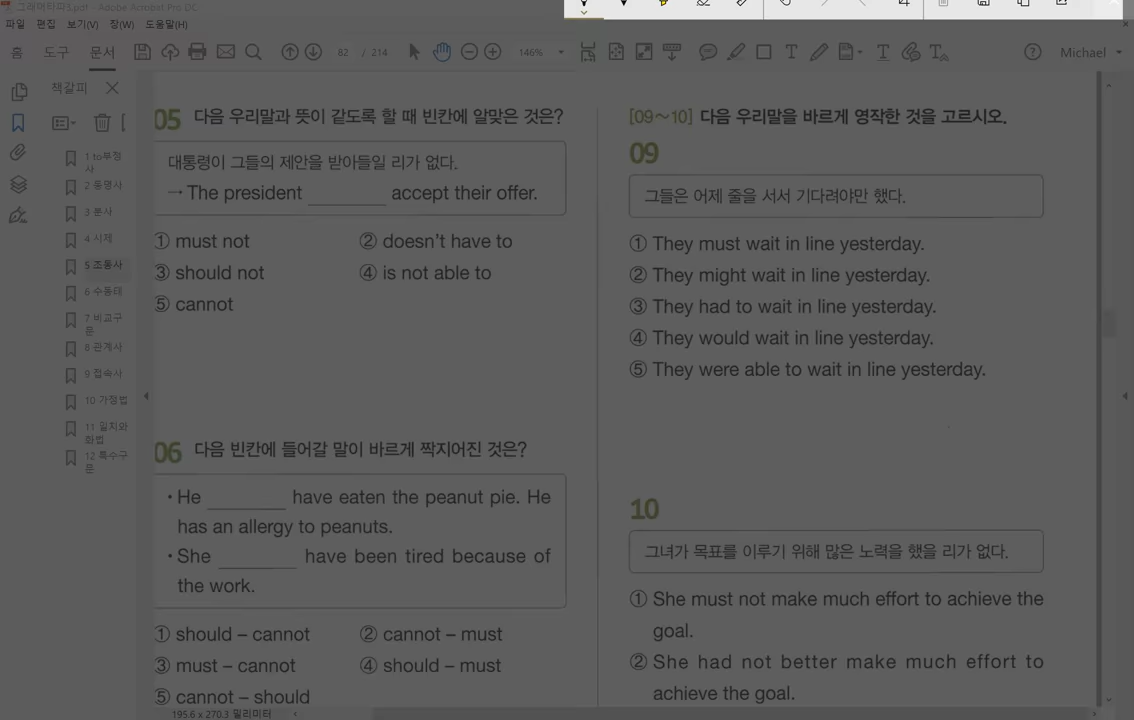 그래머타파3.pdf - Adobe Acrobat Pro DC
파일 편집 보기(V) 창(W) 도움말(H)
홈 도구 문서 82 / 214 146% Michael
책갈피
1 to부정
사
2 동명사
3 분사
4 시제
5 조동사
6 수동태
7 비교구
문
8 관계사
9 접속사
10 가정법
11 일치와
화법
12 특수구
문
05 다음 우리말과 뜻이 같도록 할 때 빈칸에 알맞은 것은?
대통령이 그들의 제안을 받아들일 리가 없다.
→ The president ________ accept their offer.
① must not ② doesn't have to
③ should not ④ is not able to
⑤ cannot
06 다음 빈칸에 들어갈 말이 바르게 짝지어진 것은?
• He ________ have eaten the peanut pie. He
has an allergy to peanuts.
• She ________ have been tired because of
the work.
① should – cannot ② cannot – must
③ must – cannot ④ should – must
⑤ cannot – should
[09~10] 다음 우리말을 바르게 영작한 것을 고르시오.
09
그들은 어제 줄을 서서 기다려야만 했다.
① They must wait in line yesterday.
② They might wait in line yesterday.
③ They had to wait in line yesterday.
④ They would wait in line yesterday.
⑤ They were able to wait in line yesterday.
10
그녀가 목표를 이루기 위해 많은 노력을 했을 리가 없다.
① She must not make much effort to achieve the
goal.
② She had not better make much effort to
achieve the goal.
195.6 x 270.3 밀리미터